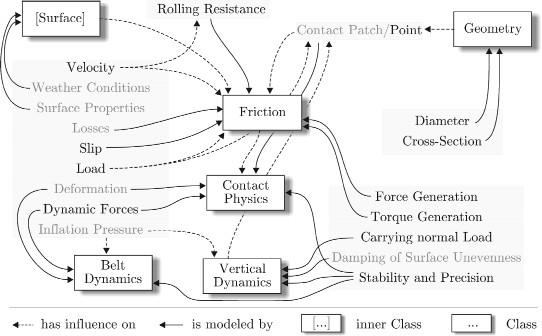 Rolling Resistance
[Surface]
Contact Patch/Point
Geometry
Velocity
Weather Conditions
Surface Properties
Losses
Friction
Slip
Diameter
Cross-Section
Load
Deformation
Contact
Physics
Force Generation
Dynamic Forces
Torque Generation
Inflation Pressure
Carrying normal Load
Damping of Surface Unevenness
Belt
Dynamics
Vertical
Dynamics
Stability and Precision
has influence on
is modeled by
[...]
inner Class
...
Class